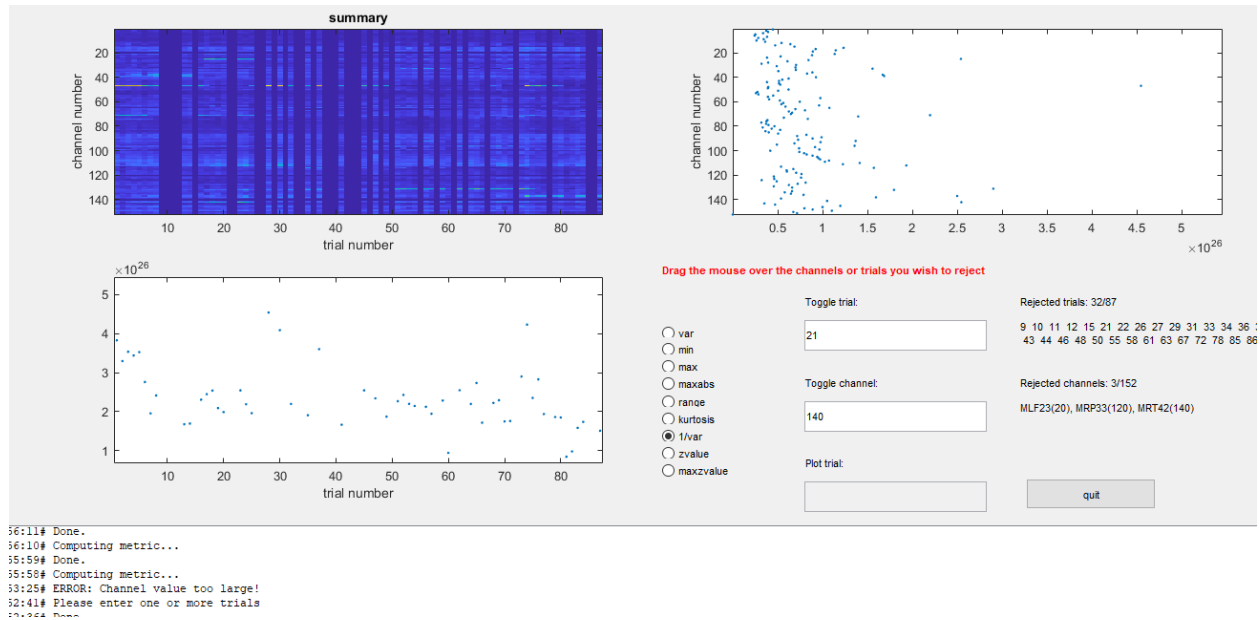 summary
channel number
20
40
60
80
100
120
140
10 20 30 40 50 60 70 80
trial number
channel number
20
40
60
80
100
120
140
0.5 1 1.5 2 2.5 3 3.5 4 4.5 5
×10^26
×10^26
5
4
3
2
1
10 20 30 40 50 60 70 80
trial number
Drag the mouse over the channels or trials you wish to reject
var
min
max
maxabs
range
kurtosis
1/var
zvalue
maxzvalue
Toggle trial:
21
Toggle channel:
140
Plot trial:
Rejected trials: 32/87
9 10 11 12 15 21 22 26 27 29 31 33 34 36
43 44 46 48 50 55 58 61 63 67 72 78 85 86
Rejected channels: 3/152
MLF23(20), MRP33(120), MRT42(140)
quit
56:11# Done.
56:10# Computing metric...
55:59# Done.
55:58# Computing metric...
53:25# ERROR: Channel value too large!
52:41# Please enter one or more trials
52:36# Done